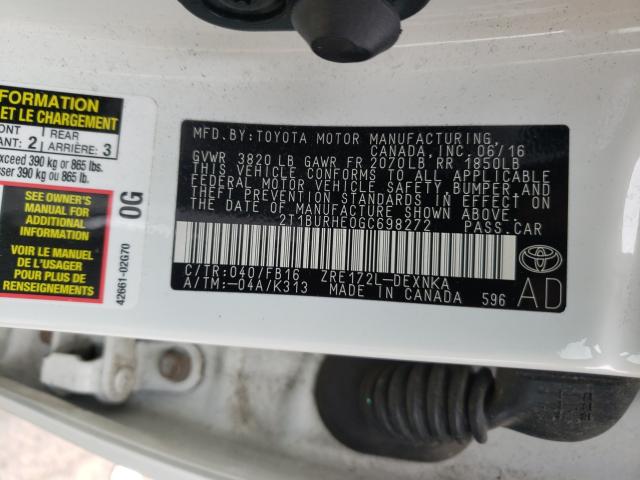 FORMATION
ET LE CHARGEMENT
ONT
ANT: 2
REAR
ARRIÈRE: 3
xceed 390 kg or 865 lbs.
ser 390 kg ou 865 lb.
SEE OWNER'S
MANUAL FOR
ADDITIONAL
INFORMATION
VOIR LE MANUEL
DE L'USAGER
POUR PLUS DE
RENSEIGNEMENTS
0G
42661-02G70
MFD.BY:TOYOTA MOTOR MANUFACTURING,
CANADA,INC.06/16
GVWR 3820 LB GAWR FR 2070LB RR 1850LB
THIS VEHICLE CONFORMS TO ALL APPLICABLE
FEDERAL MOTOR VEHICLE SAFETY,BUMPER,AND
THEFT PREVENTION STANDARDS IN EFFECT ON
THE DATE OF MANUFACTURE SHOWN ABOVE.
2T1BURHE0GC698272 PASS.CAR
C/TR:040/FB16 ZRE172L-DEXNKA
A/TM:-04A/K313 MADE IN CANADA 596
TOYOTA
AD